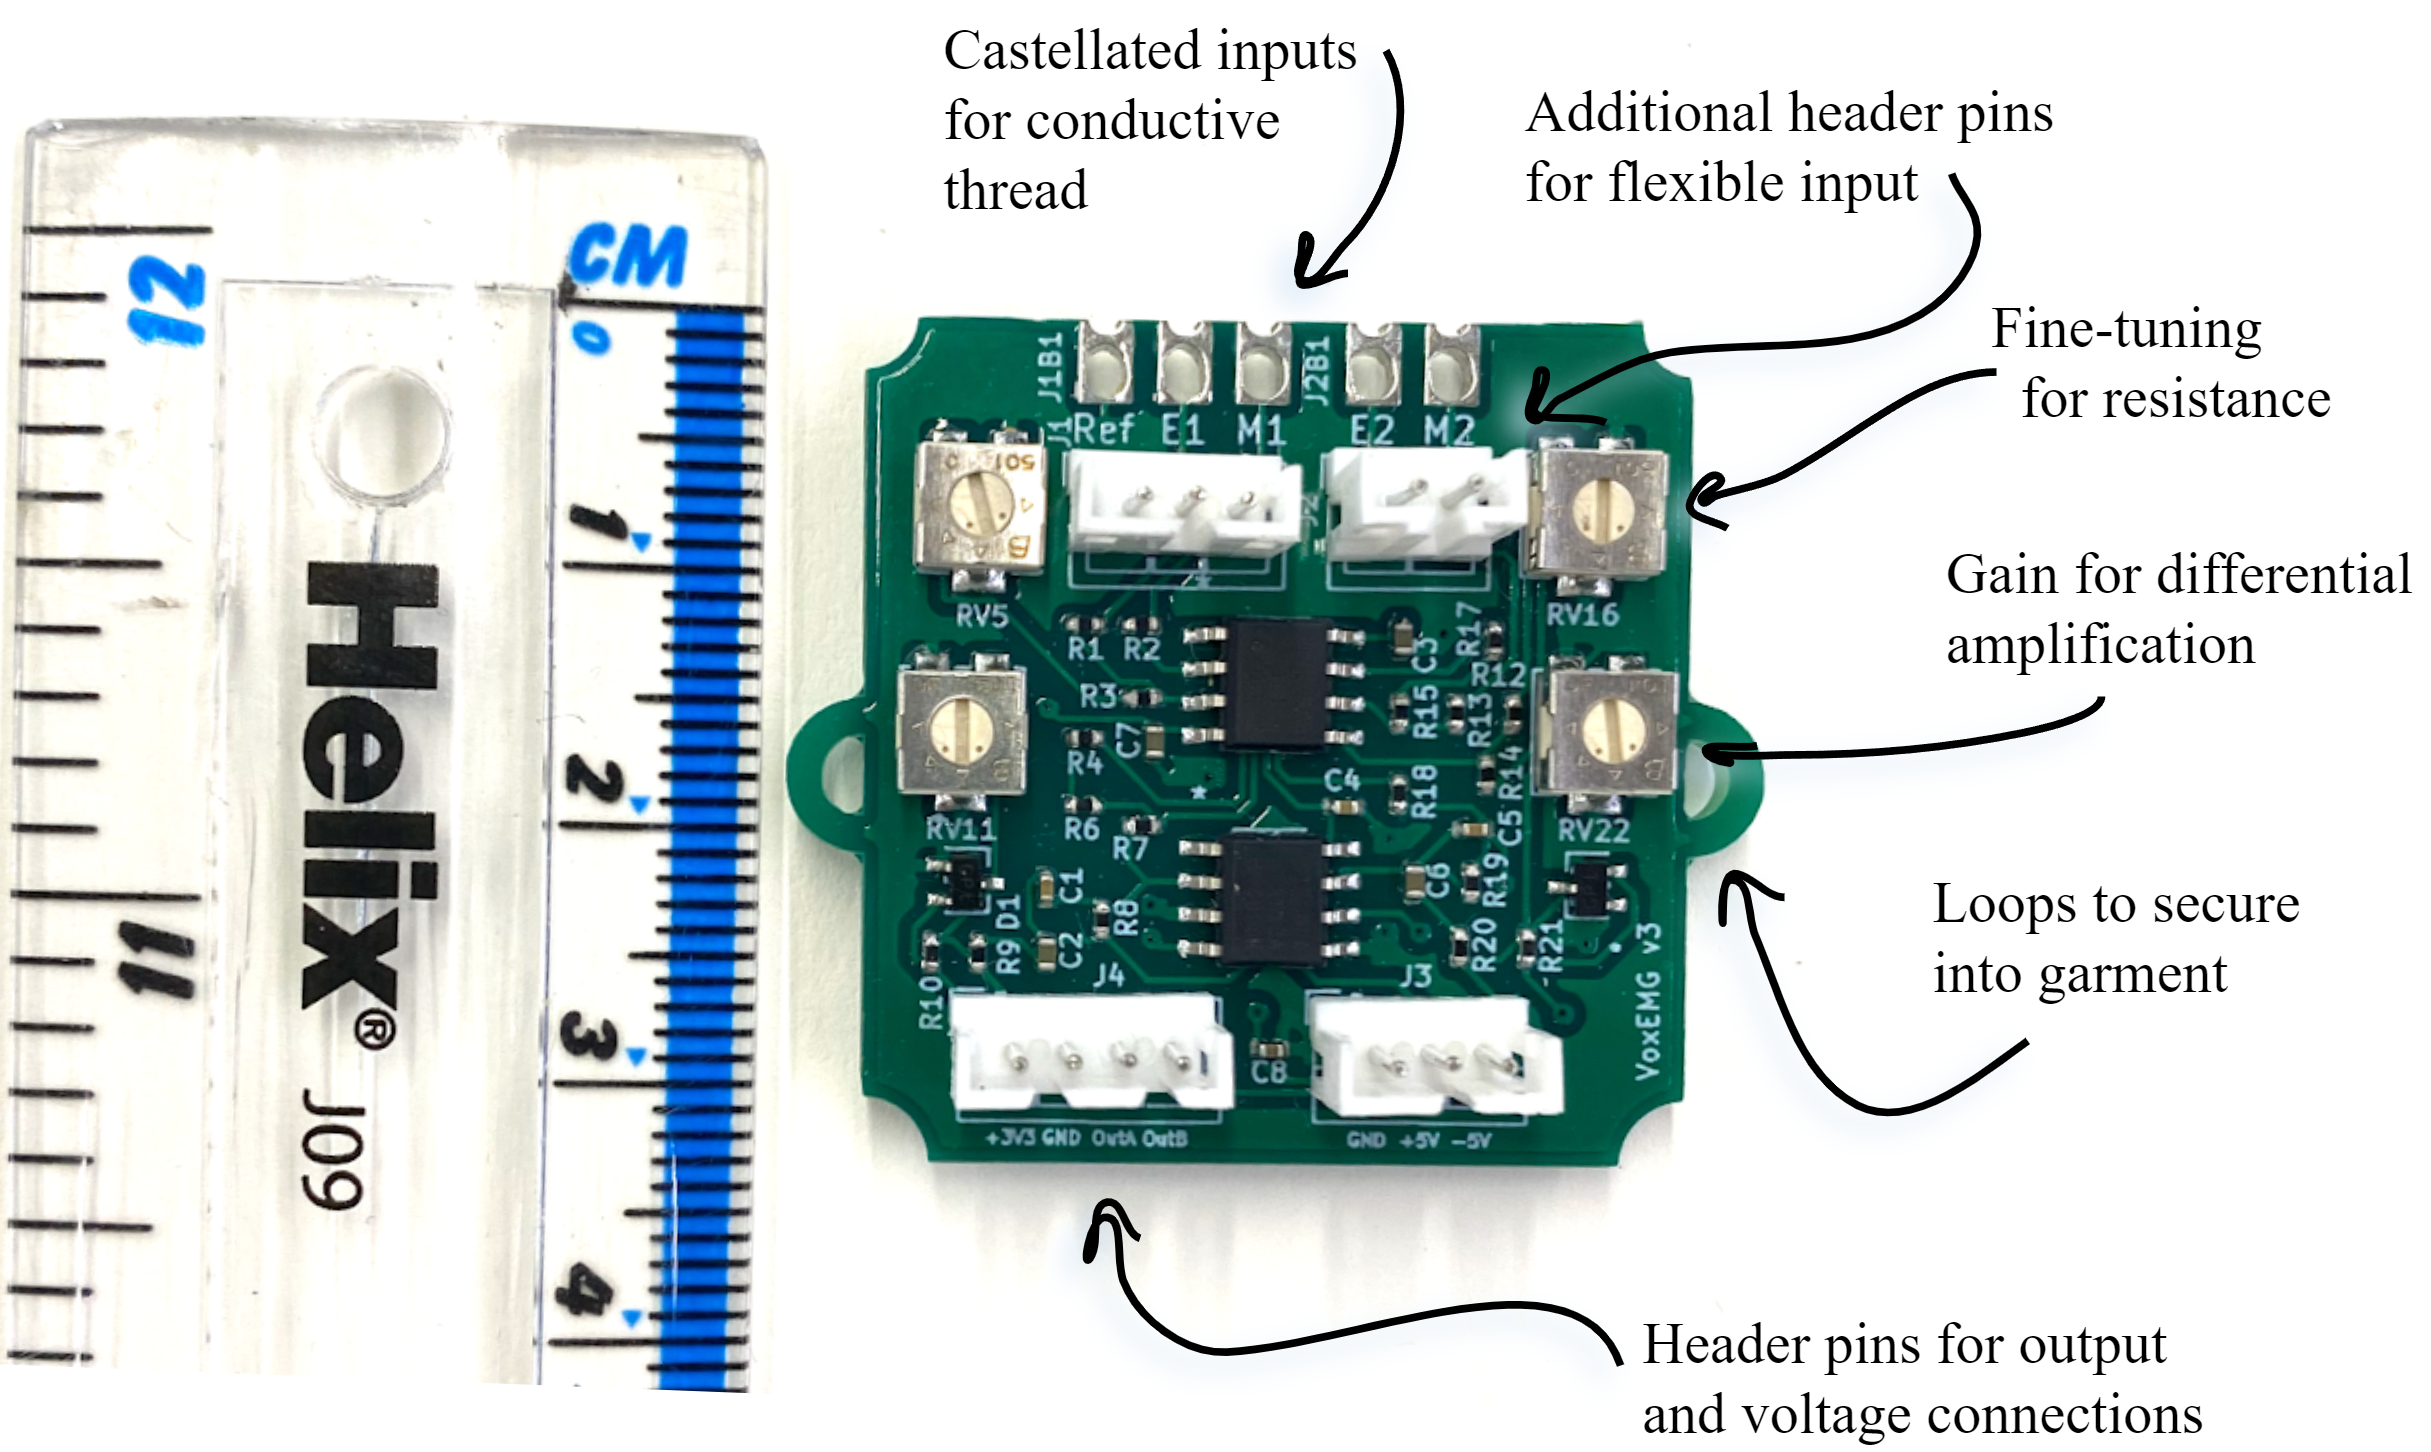 Castellated inputs
for conductive
thread
Additional header pins
for flexible input
Fine-tuning
for resistance
Gain for differential
amplification
Loops to secure
into garment
Header pins for output
and voltage connections
CM
0
1
2
3
4
12
11
Helix® J09
J1B1
J2B1
J1
Ref E1 M1
E2 M2
J2
RV5
RV16
R1 R2
C3
R17
R3
R12
R15
R13
C7
R4
C4
R18
R14
R6
R7
C5
RV11
RV22
C1
C6
R19
D1
R8
R9
C2
R20
R21
R10
J4
J3
VoxEMG v3
C8
+3V3 GND OutA OutB
GND +5V -5V